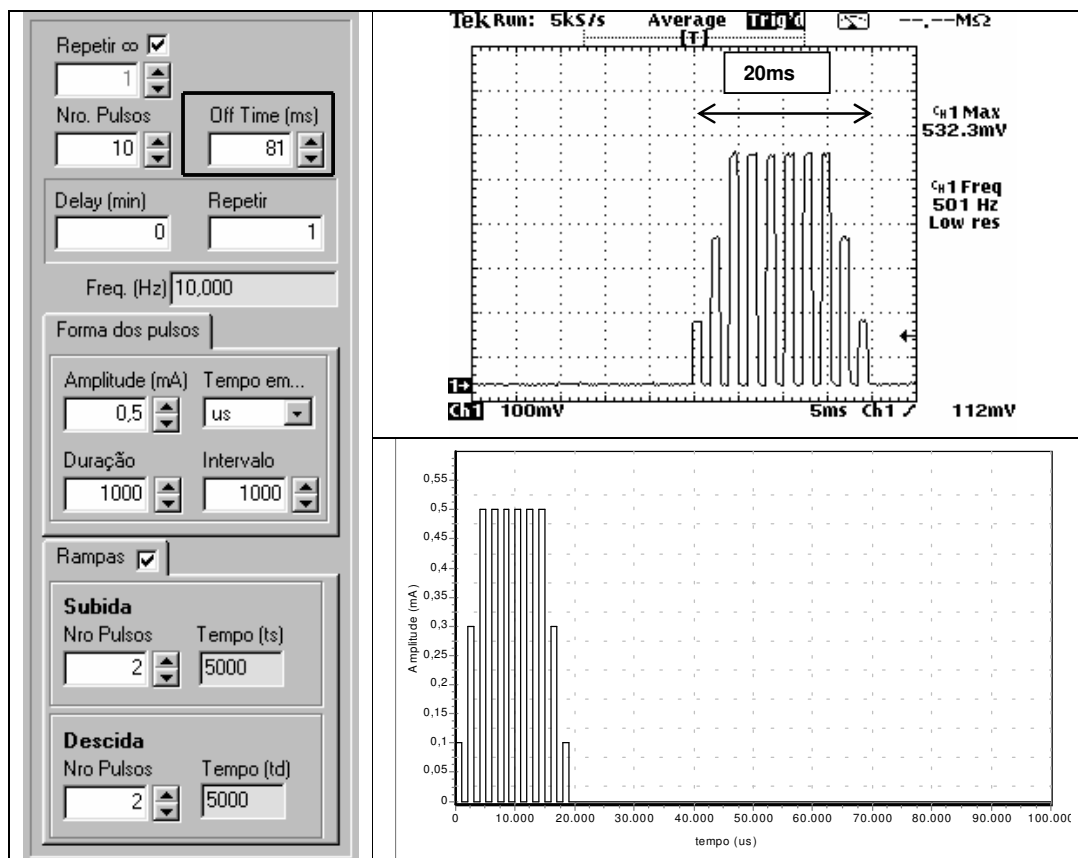 Repetir ∞
1
Nro. Pulsos Off Time (ms)
10 81
Delay (min) Repetir
0 1
Freq. (Hz) 10,000
Forma dos pulsos
Amplitude (mA) Tempo em...
0,5 us
Duração Intervalo
1000 1000
Rampas
Subida
Nro Pulsos Tempo (ts)
2 5000
Descida
Nro Pulsos Tempo (td)
2 5000
Tek Run: 5kS/s Average Trig'd --.--MΩ
[T]
20ms
Ch1 Max
532.3mV
Ch1 Freq
501 Hz
Low res
1
Ch1 100mV 5ms Ch1 112mV
0,55
0,5
0,45
0,4
0,35
0,3
0,25
0,2
0,15
0,1
0,05
0
Amplitude (mA)
0 10.000 20.000 30.000 40.000 50.000 60.000 70.000 80.000 90.000 100.000
tempo (us)